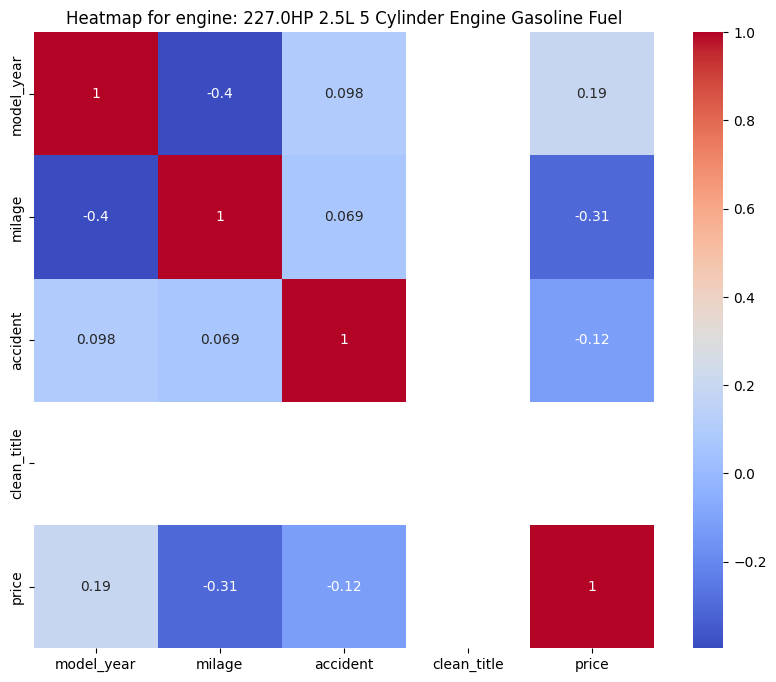 Heatmap for engine: 227.0HP 2.5L 5 Cylinder Engine Gasoline Fuel
model_year
1
-0.4
0.098
0.19
milage
-0.4
1
0.069
-0.31
accident
0.098
0.069
1
-0.12
clean_title
price
0.19
-0.31
-0.12
1
model_year
milage
accident
clean_title
price
1.0
0.8
0.6
0.4
0.2
0.0
−0.2